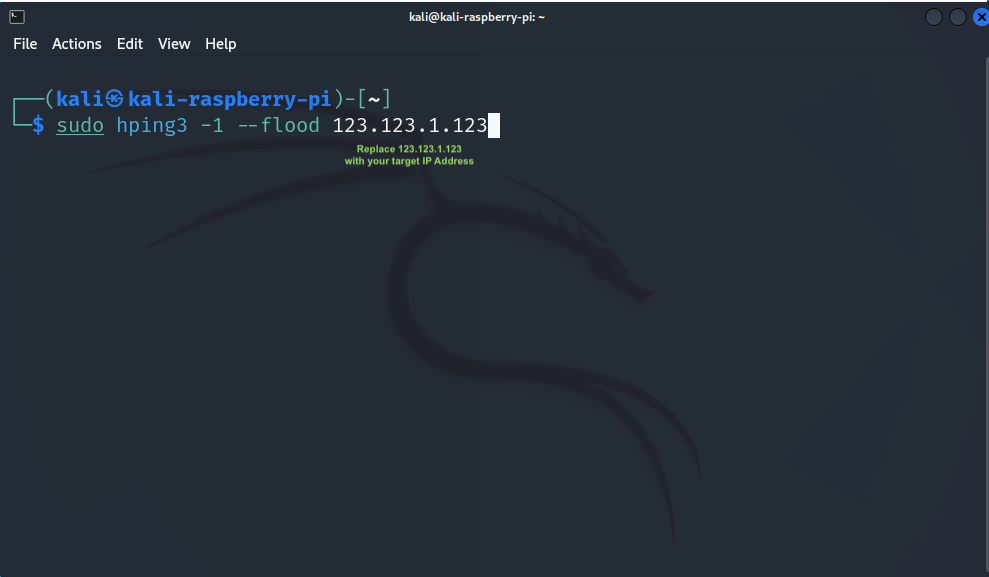 kali@kali-raspberry-pi: ~
File Actions Edit View Help
┌──(kali㉿kali-raspberry-pi)-[~]
└─$ sudo hping3 -1 --flood 123.123.1.123
Replace 123.123.1.123
with your target IP Address